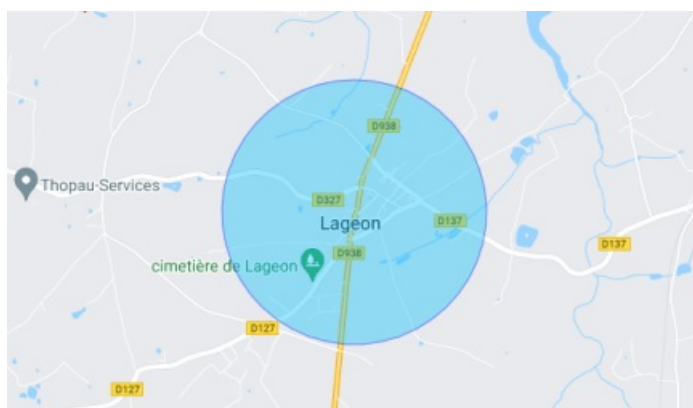 D938
Thopau-Services
D327
D137
Lageon
D137
D938
cimetière de Lageon
D127
D127